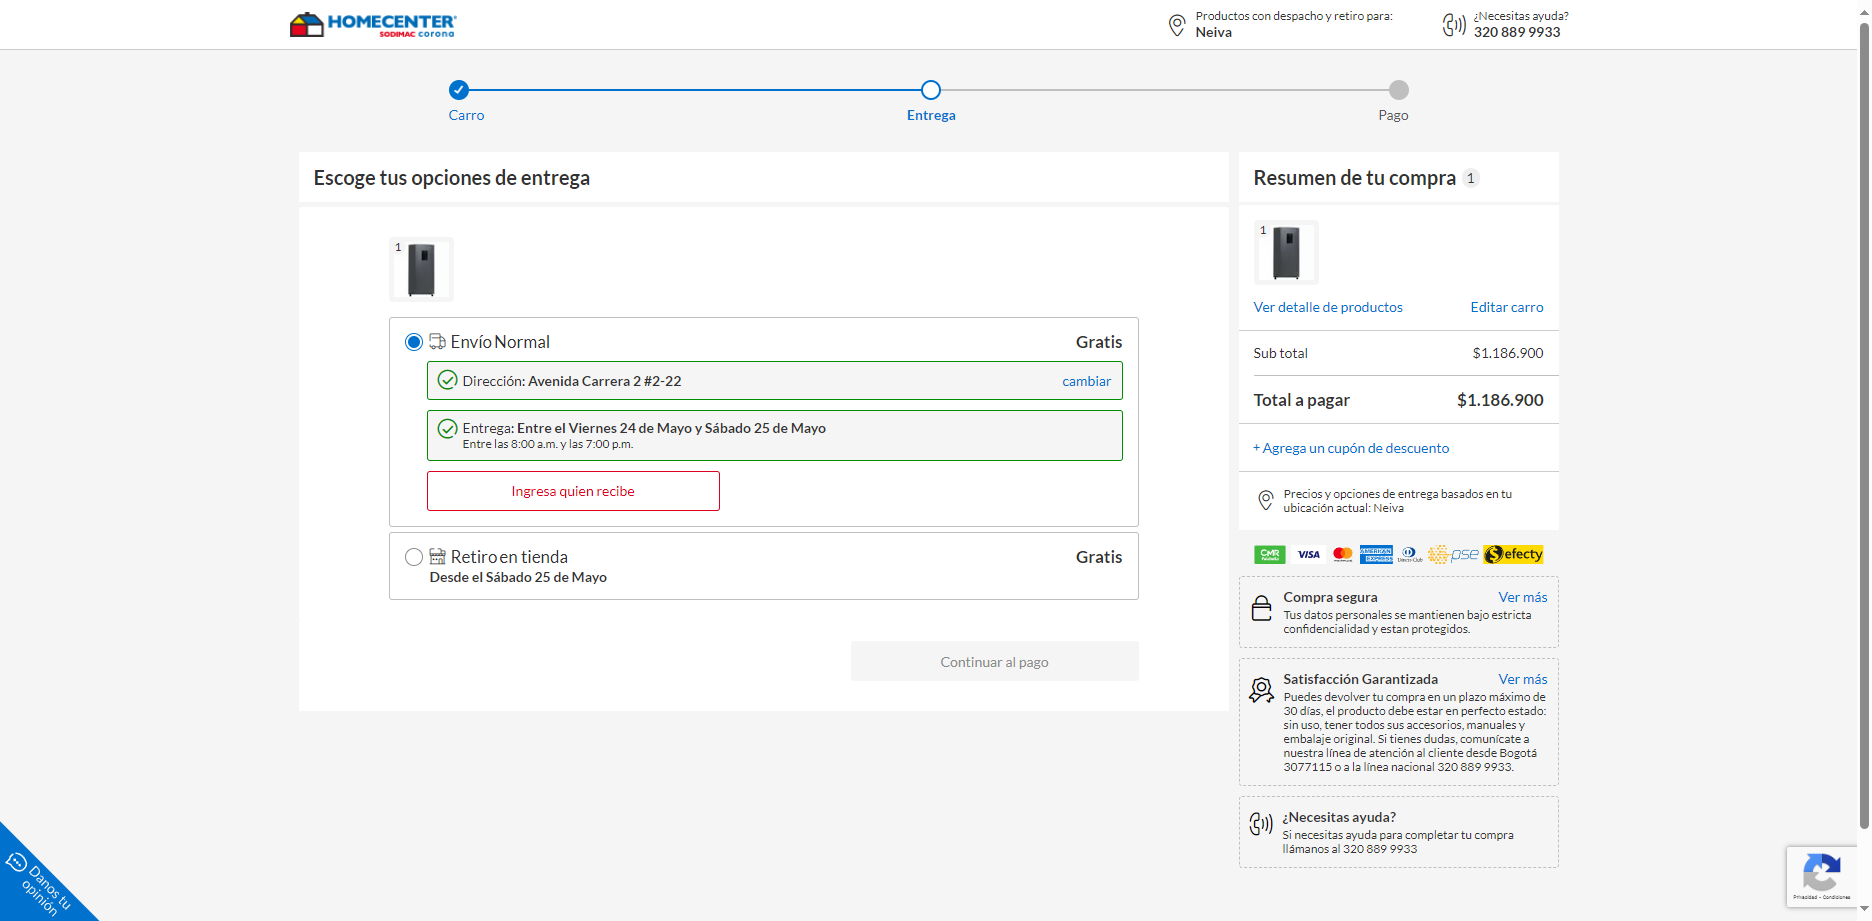 HOMECENTER
SODIMAC corona
Productos con despacho y retiro para:
Neiva
¿Necesitas ayuda?
320 889 9933
Carro
Entrega
Pago
Escoge tus opciones de entrega
1
Envío Normal
Gratis
Dirección: Avenida Carrera 2 #2-22
cambiar
Entrega: Entre el Viernes 24 de Mayo y Sábado 25 de Mayo
Entre las 8:00 a.m. y las 7:00 p.m.
Ingresa quien recibe
Retiro en tienda
Gratis
Desde el Sábado 25 de Mayo
Continuar al pago
Resumen de tu compra 1
1
Ver detalle de productos
Editar carro
Sub total
$1.186.900
Total a pagar
$1.186.900
+ Agrega un cupón de descuento
Precios y opciones de entrega basados en tu
ubicación actual: Neiva
CMR
VISA
AMERICAN
EXPRESS
Diners Club
pse
efecty
Compra segura
Ver más
Tus datos personales se mantienen bajo estricta
confidencialidad y estan protegidos.
Satisfacción Garantizada
Ver más
Puedes devolver tu compra en un plazo máximo de
30 días, el producto debe estar en perfecto estado:
sin uso, tener todos sus accesorios, manuales y
embalaje original. Si tienes dudas, comunícate a
nuestra línea de atención al cliente desde Bogotá
3077115 o a la línea nacional 320 889 9933.
¿Necesitas ayuda?
Si necesitas ayuda para completar tu compra
llámanos al 320 889 9933
Danos tu
opinión
Privacidad - Condiciones